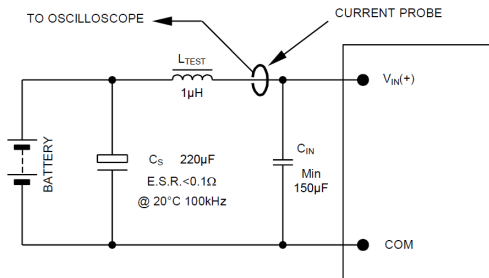 TO OSCILLOSCOPE
CURRENT PROBE
LTEST
1μH
VIN(+)
BATTERY
CS 220μF
E.S.R.<0.1Ω
@ 20°C 100kHz
CIN
Min
150μF
COM